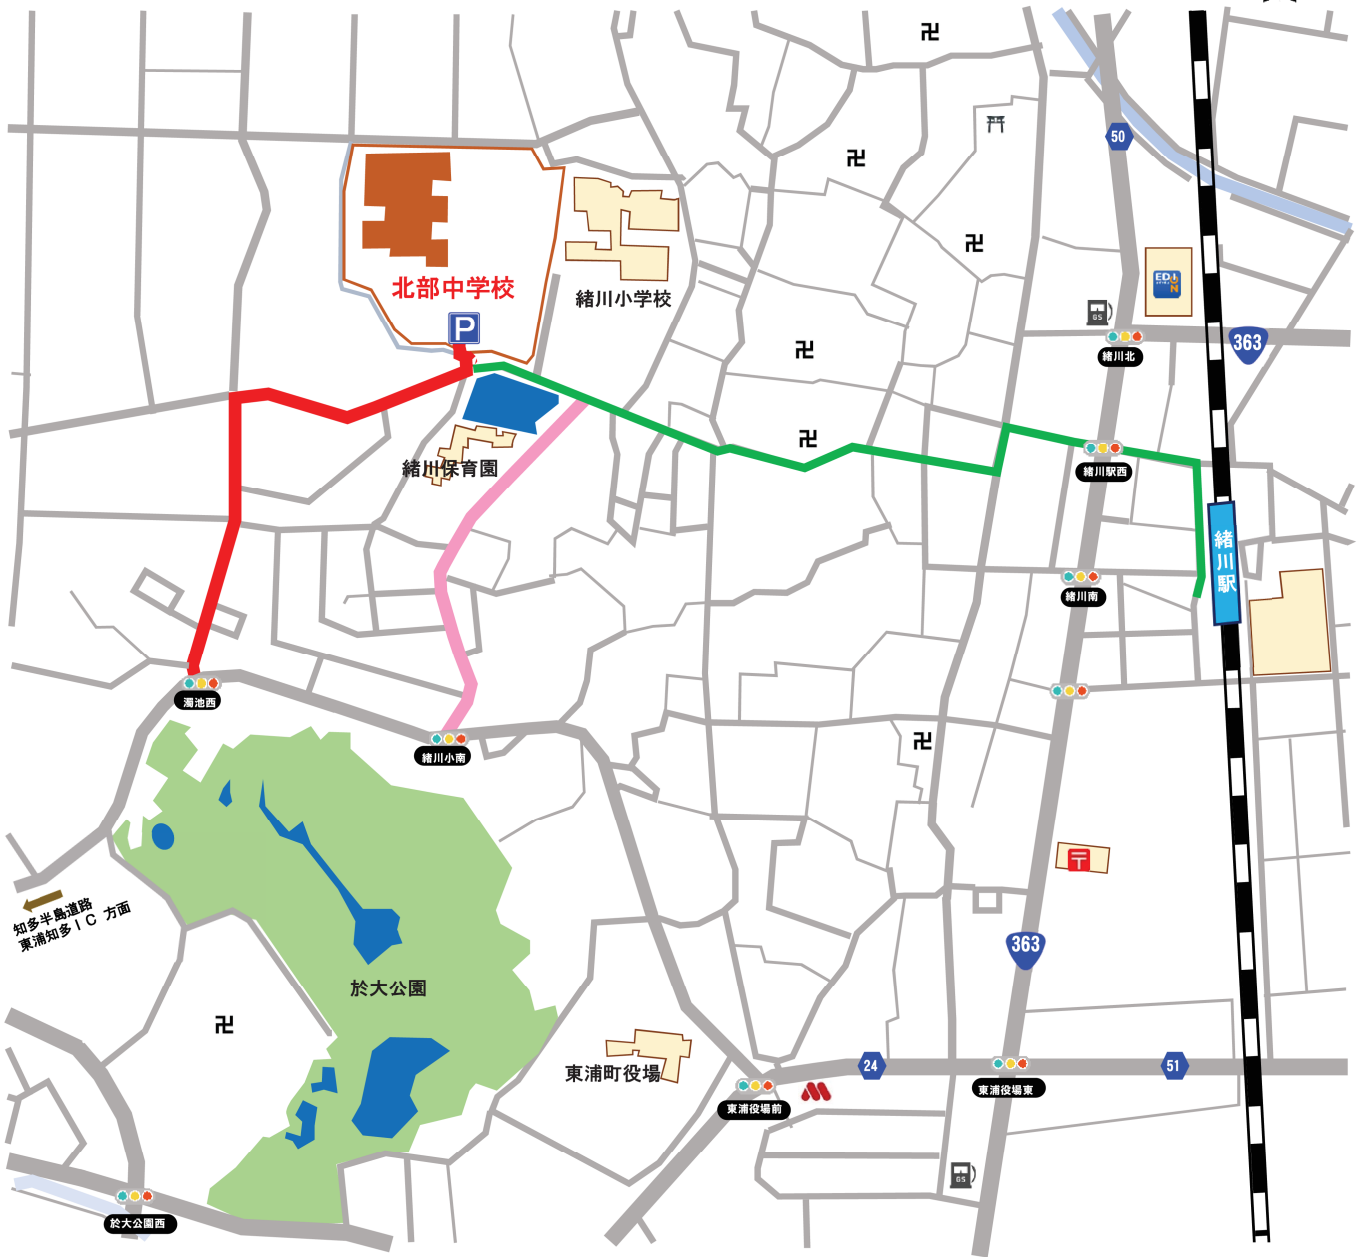 50
EDION
北部中学校
緒川小学校
P
GS
363
緒川北
緒川駅西
緒川保育園
緒川駅
緒川南
濁池西
緒川小南
〒
知多半島道路
東浦知多IC 方面
363
於大公園
東浦町役場
24
51
東浦役場前
東浦役場東
GS
於大公園西